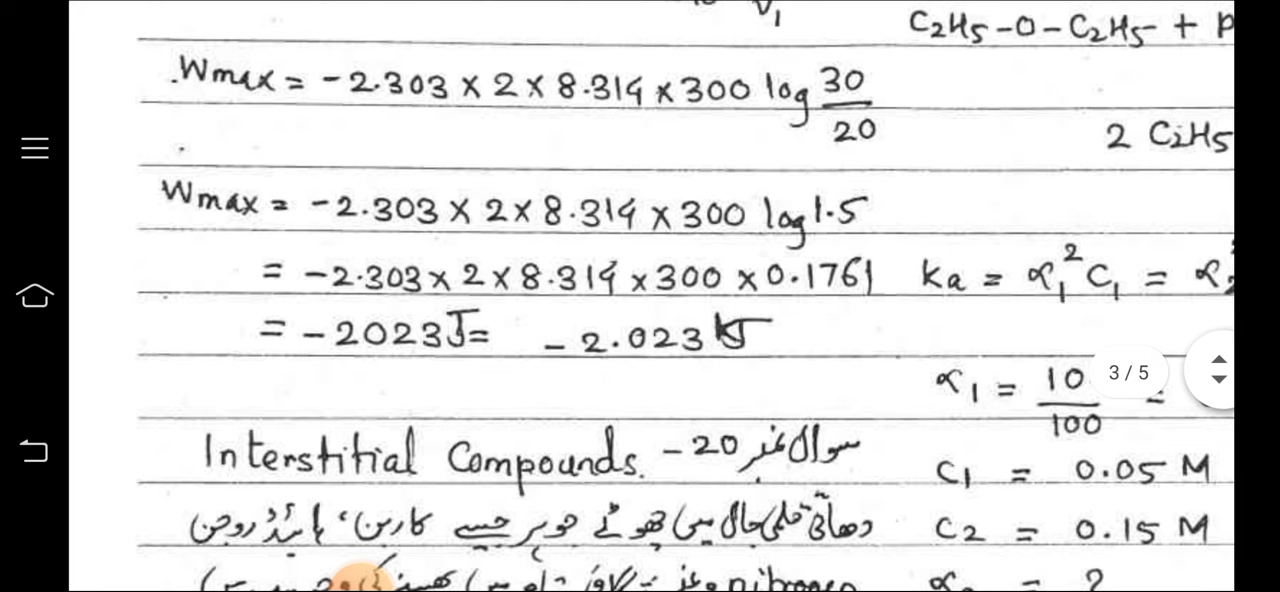 V1
Wmax = -2.303 × 2 × 8.314 × 300 log 30/20
Wmax = -2.303 × 2 × 8.314 × 300 log 1.5
= -2.303 × 2 × 8.314 × 300 × 0.1761
= -2023J = -2.023 kJ
سوال نمبر 20- Interstitial Compounds.
دھاتی قلمی جال میں چھوٹے جوہر جیسے کاربن، ہائیڈروجن
nitrogen
C2H5-O-C2H5 +
2 C2H5
Ka = α1²C1 =
α1 = 10/100 =
C1 = 0.05 M
C2 = 0.15 M
= ?
3 / 5